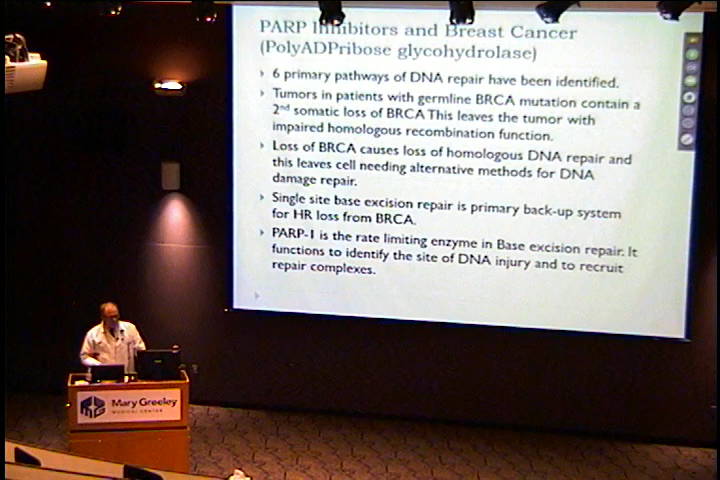 PARP Inhibitors and Breast Cancer
(PolyADPribose glycohydrolase)
6 primary pathways of DNA repair have been identified.
Tumors in patients with germline BRCA mutation contain a
2nd somatic loss of BRCA This leaves the tumor with
impaired homologous recombination function.
Loss of BRCA causes loss of homologous DNA repair and
this leaves cell needing alternative methods for DNA
damage repair.
Single site base excision repair is primary back-up system
for HR loss from BRCA.
PARP-1 is the rate limiting enzyme in Base excision repair. It
functions to identify the site of DNA injury and to recruit
repair complexes.
Mary Greeley
MEDICAL CENTER